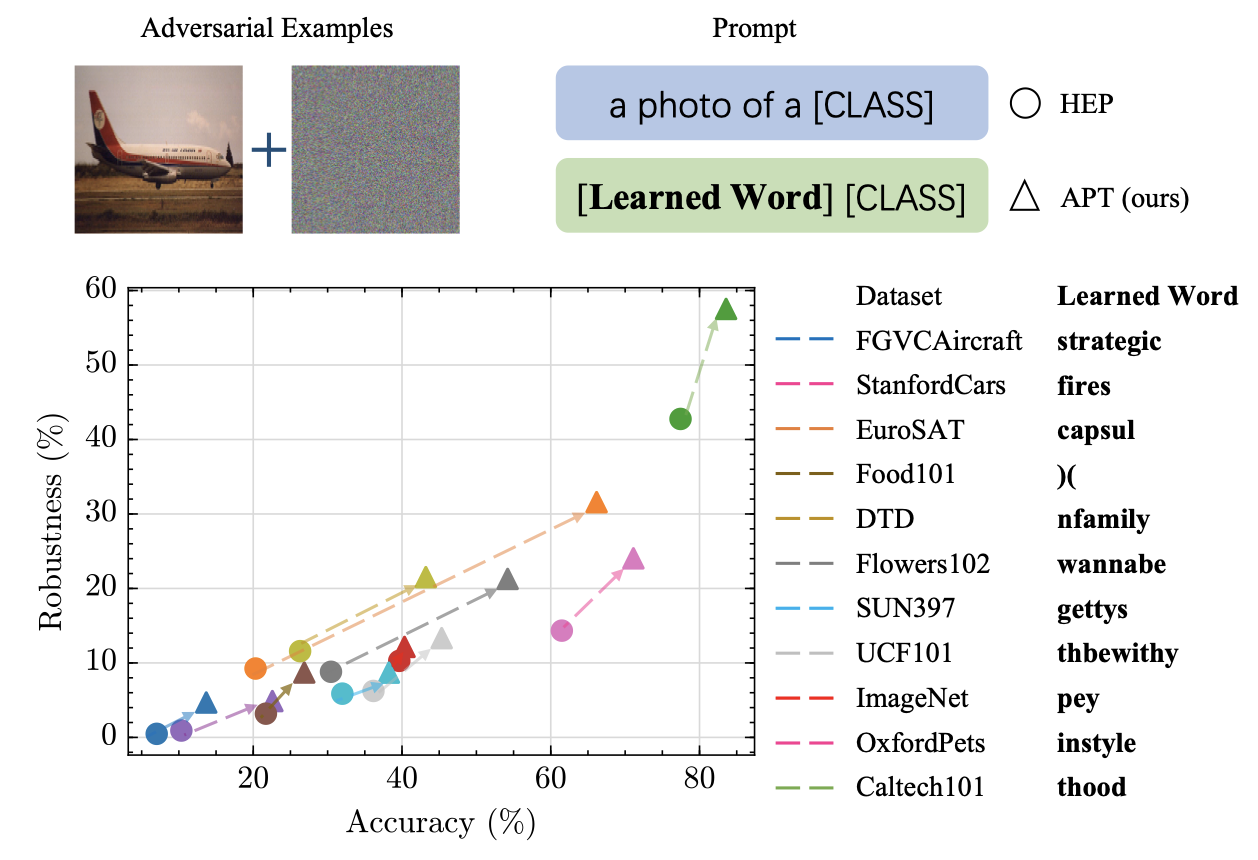 Adversarial Examples
Prompt
a photo of a [CLASS]
HEP
[Learned Word] [CLASS]
APT (ours)
Dataset Learned Word
FGVCAircraft strategic
StanfordCars fires
EuroSAT capsul
Food101 )(
DTD nfamily
Flowers102 wannabe
SUN397 gettys
UCF101 thbewithy
ImageNet pey
OxfordPets instyle
Caltech101 thood
Robustness (%)
60
50
40
30
20
10
0
20 40 60 80
Accuracy (%)